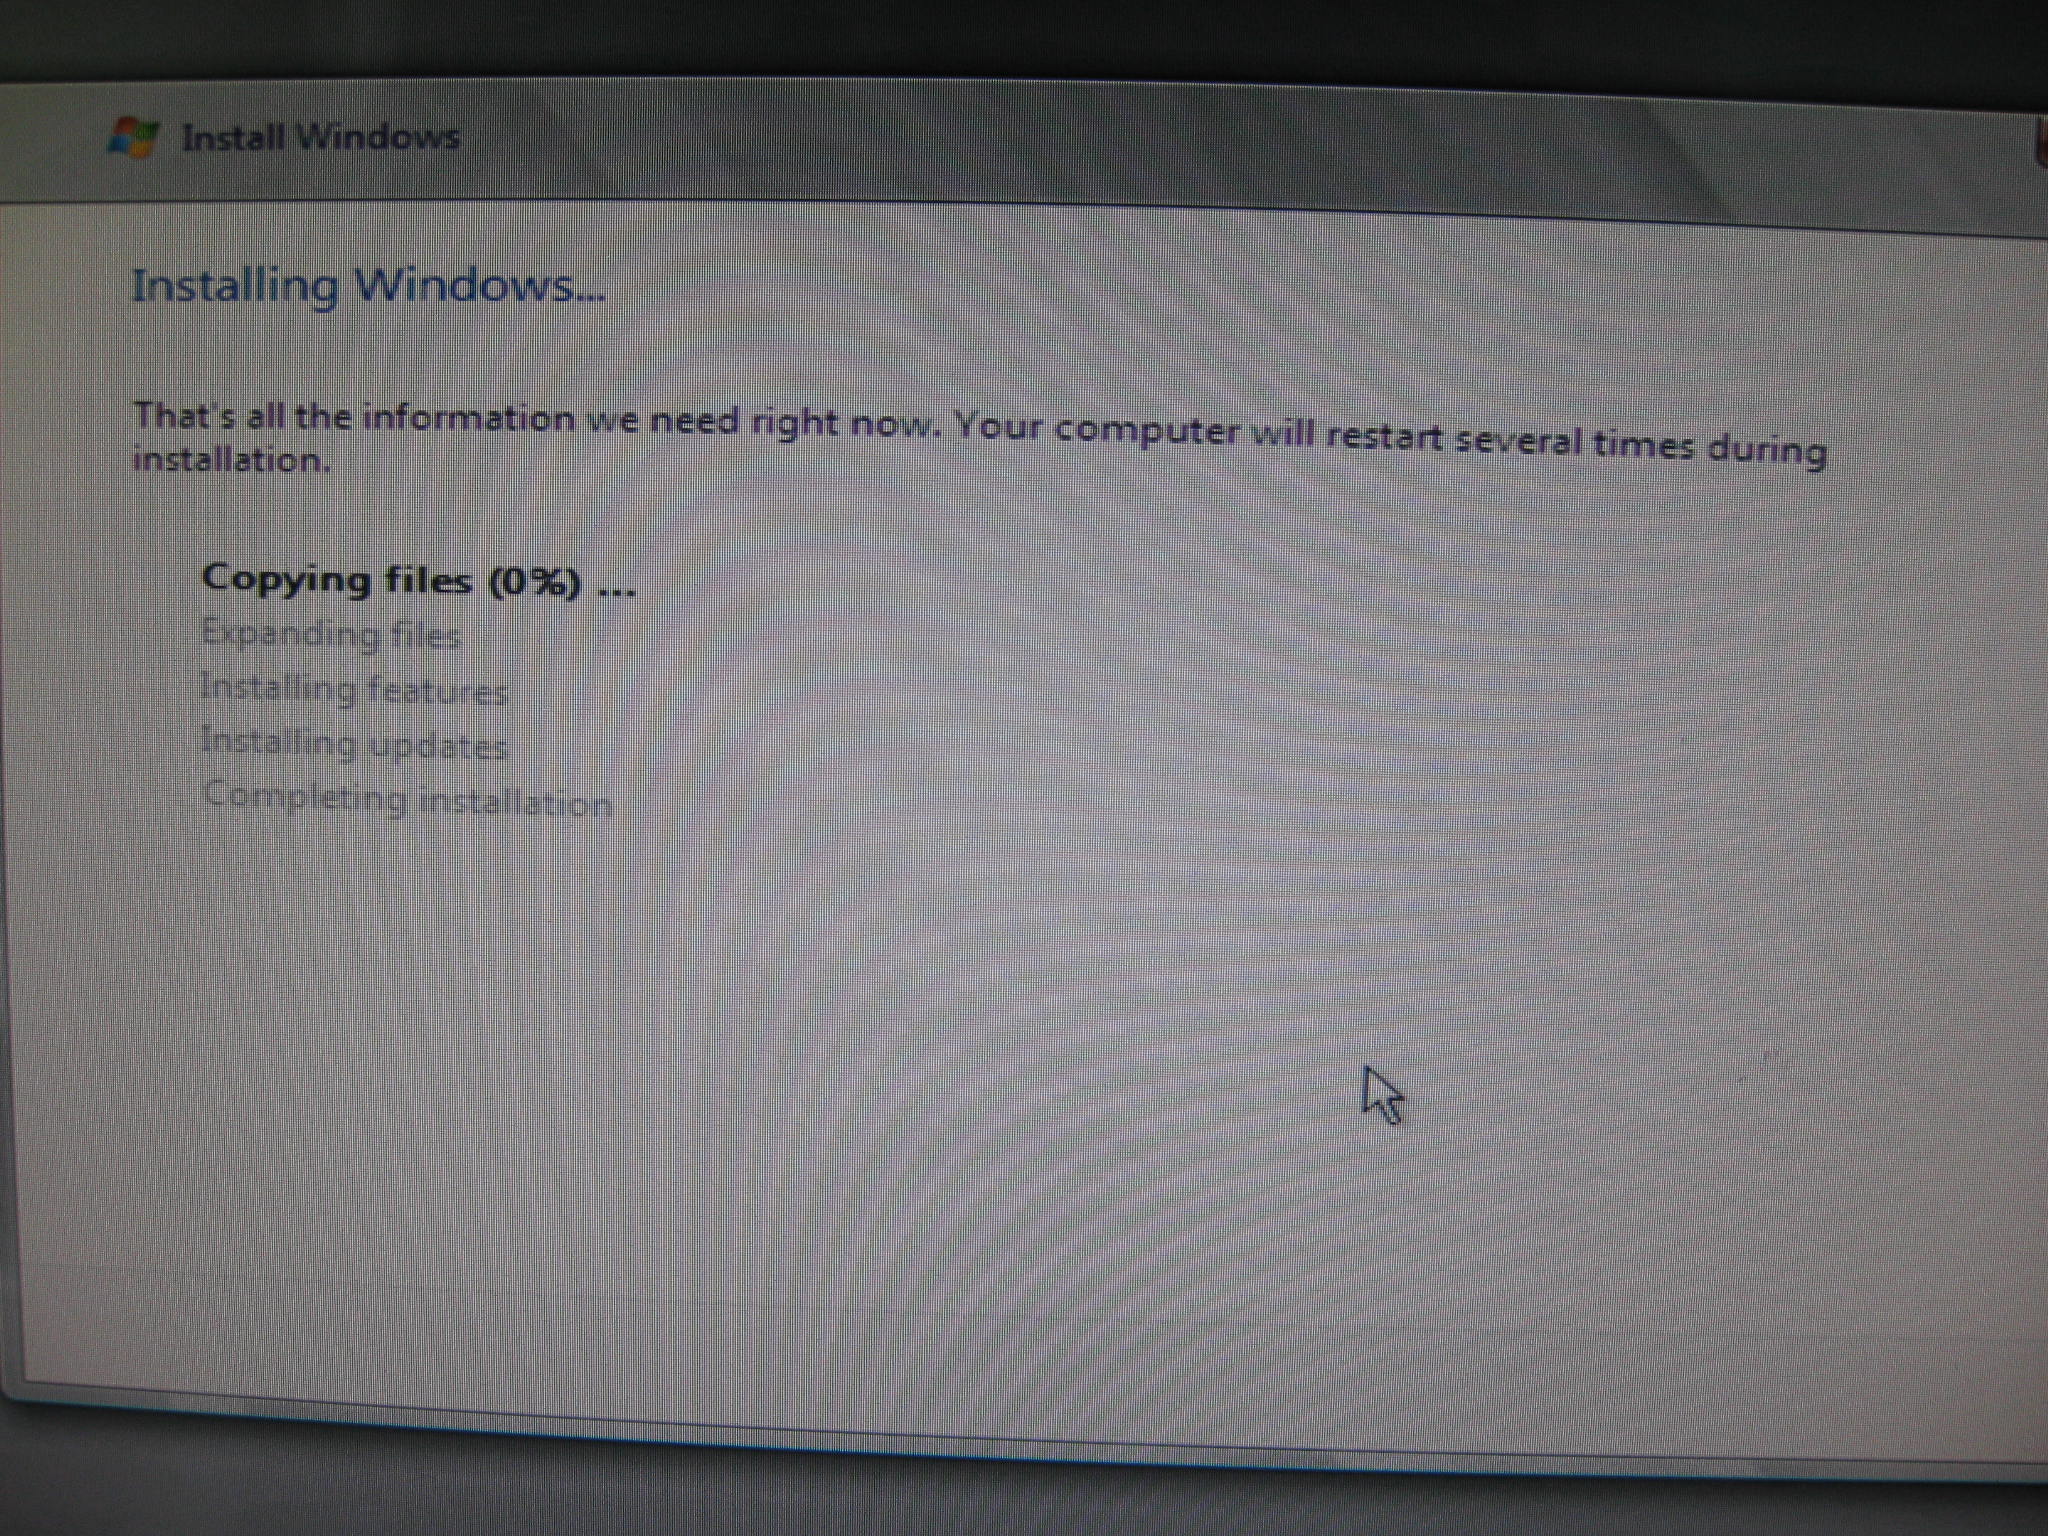 Install Windows
Installing Windows...
That's all the information we need right now. Your computer will restart several times during
installation.
Copying files (0%) ...
Expanding files
Installing features
Installing updates
Completing installation